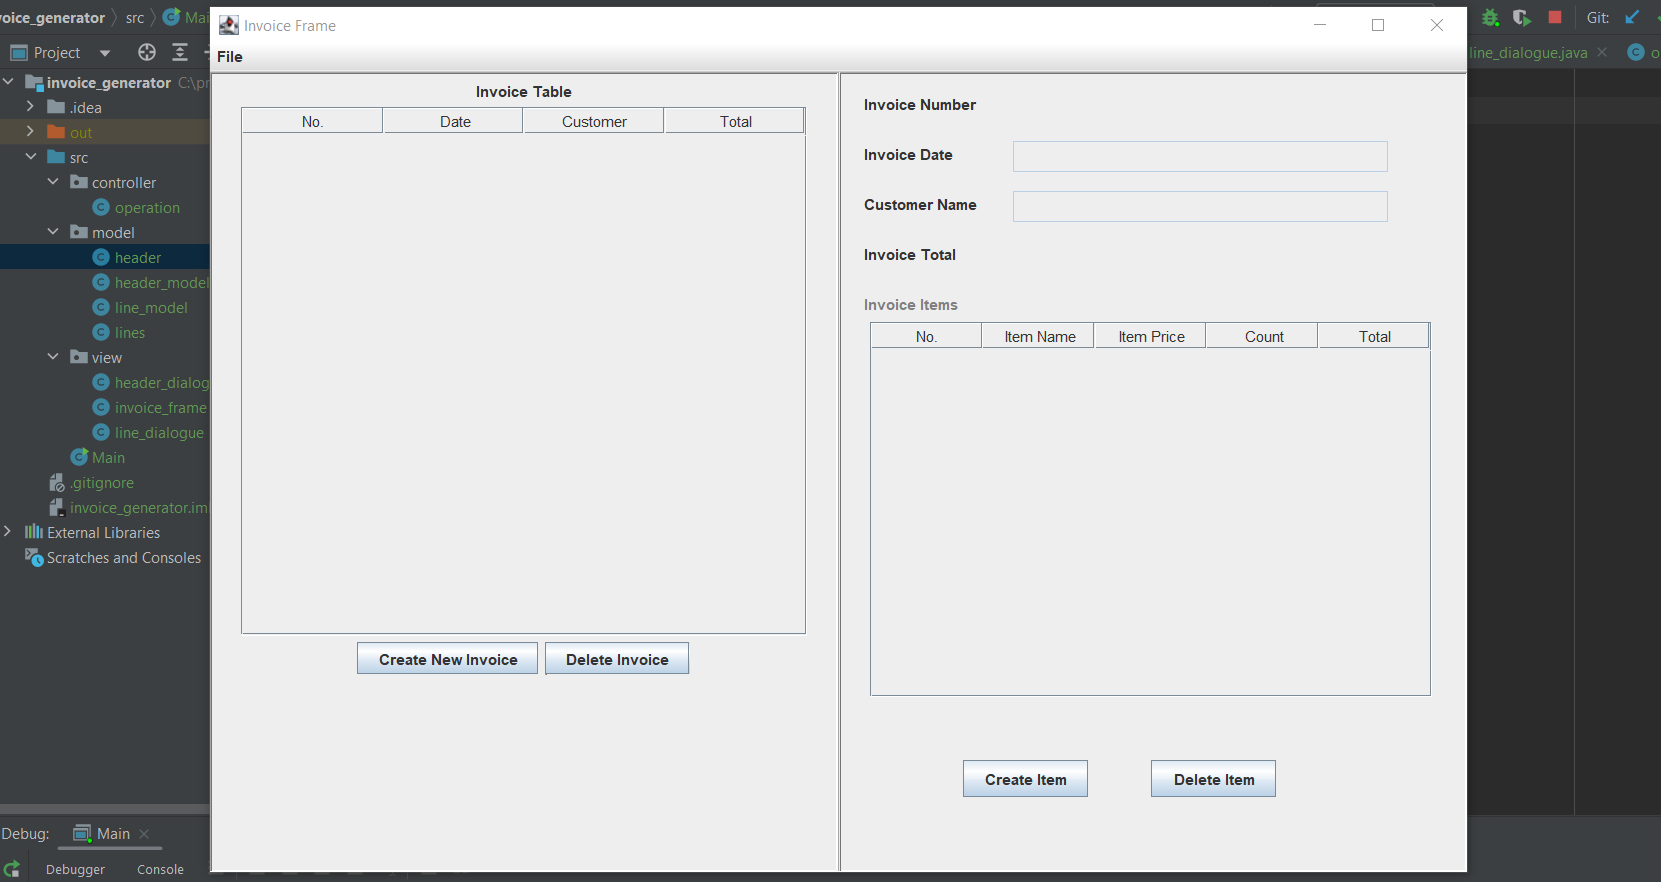 voice_generator src Mai
Git:
Project
line_dialogue.java
invoice_generator C:\pr
.idea
out
src
controller
operation
model
header
header_model
line_model
lines
view
header_dialog
invoice_frame
line_dialogue
Main
.gitignore
invoice_generator.iml
External Libraries
Scratches and Consoles
Debug: Main
Debugger Console
Invoice Frame
File
Invoice Table
No. Date Customer Total
Create New Invoice Delete Invoice
Invoice Number
Invoice Date
Customer Name
Invoice Total
Invoice Items
No. Item Name Item Price Count Total
Create Item Delete Item